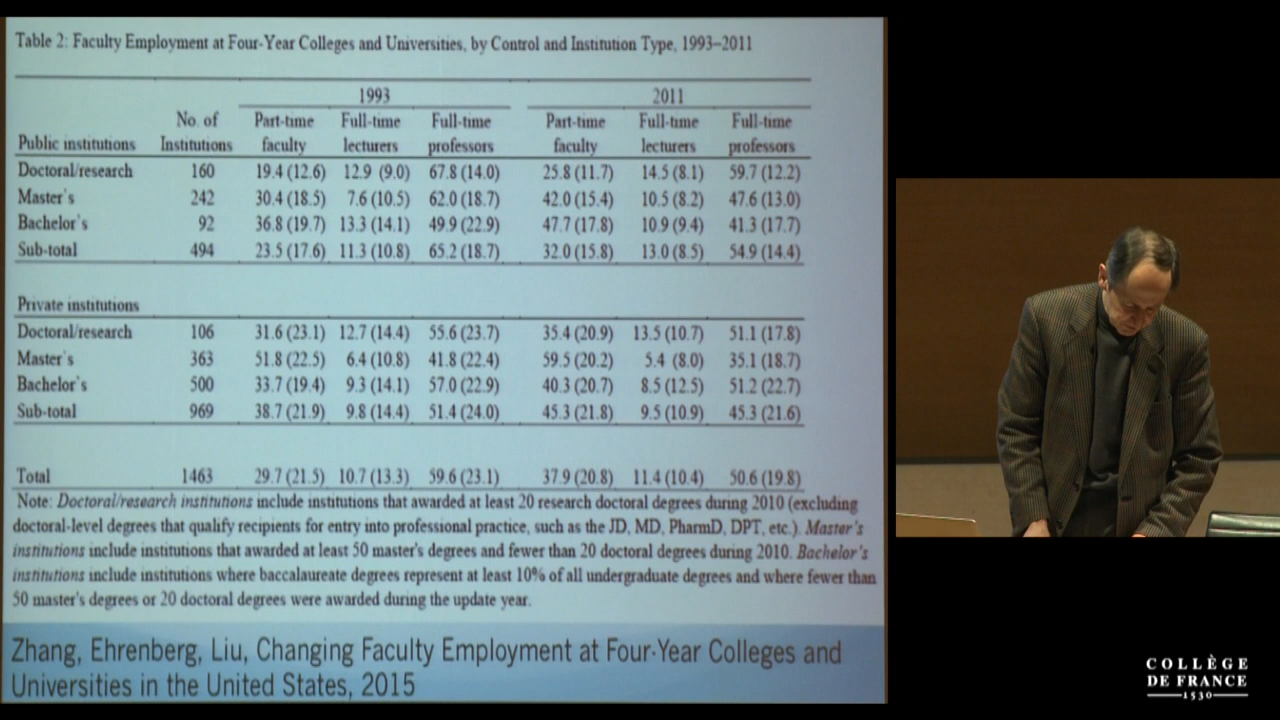 Table 2: Faculty Employment at Four-Year Colleges and Universities, by Control and Institution Type, 1993–2011
1993 2011
No. of Part-time Full-time Full-time Part-time Full-time Full-time
Public institutions Institutions faculty lecturers professors faculty lecturers professors
Doctoral/research 160 19.4 (12.6) 12.9 (9.0) 67.8 (14.0) 25.8 (11.7) 14.5 (8.1) 59.7 (12.2)
Master's 242 30.4 (18.5) 7.6 (10.5) 62.0 (18.7) 42.0 (15.4) 10.5 (8.2) 47.6 (13.0)
Bachelor's 92 36.8 (19.7) 13.3 (14.1) 49.9 (22.9) 47.7 (17.8) 10.9 (9.4) 41.3 (17.7)
Sub-total 494 23.5 (17.6) 11.3 (10.8) 65.2 (18.7) 32.0 (15.8) 13.0 (8.5) 54.9 (14.4)
Private institutions
Doctoral/research 106 31.6 (23.1) 12.7 (14.4) 55.6 (23.7) 35.4 (20.9) 13.5 (10.7) 51.1 (17.8)
Master's 363 51.8 (22.5) 6.4 (10.8) 41.8 (22.4) 59.5 (20.2) 5.4 (8.0) 35.1 (18.7)
Bachelor's 500 33.7 (19.4) 9.3 (14.1) 57.0 (22.9) 40.3 (20.7) 8.5 (12.5) 51.2 (22.7)
Sub-total 969 38.7 (21.9) 9.8 (14.4) 51.4 (24.0) 45.3 (21.8) 9.5 (10.9) 45.3 (21.6)
Total 1463 29.7 (21.5) 10.7 (13.3) 59.6 (23.1) 37.9 (20.8) 11.4 (10.4) 50.6 (19.8)
Note: Doctoral/research institutions include institutions that awarded at least 20 research doctoral degrees during 2010 (excluding
doctoral-level degrees that qualify recipients for entry into professional practice, such as the JD, MD, PharmD, DPT, etc.). Master's
institutions include institutions that awarded at least 50 master's degrees and fewer than 20 doctoral degrees during 2010. Bachelor's
institutions include institutions where baccalaureate degrees represent at least 10% of all undergraduate degrees and where fewer than
50 master's degrees or 20 doctoral degrees were awarded during the update year.
Zhang, Ehrenberg, Liu, Changing Faculty Employment at Four-Year Colleges and
Universities in the United States, 2015
COLLÈGE
DE FRANCE
1530